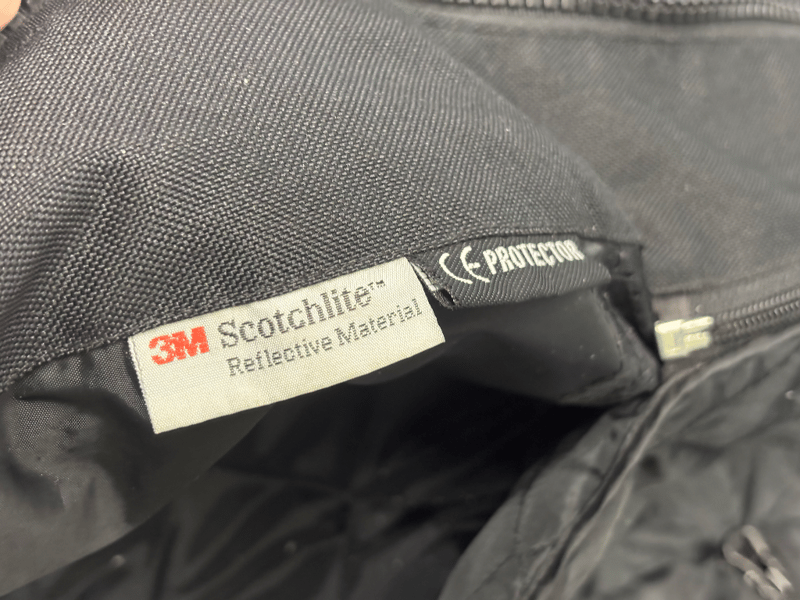 3M Scotchlite™
Reflective Material
CE PROTECTOR